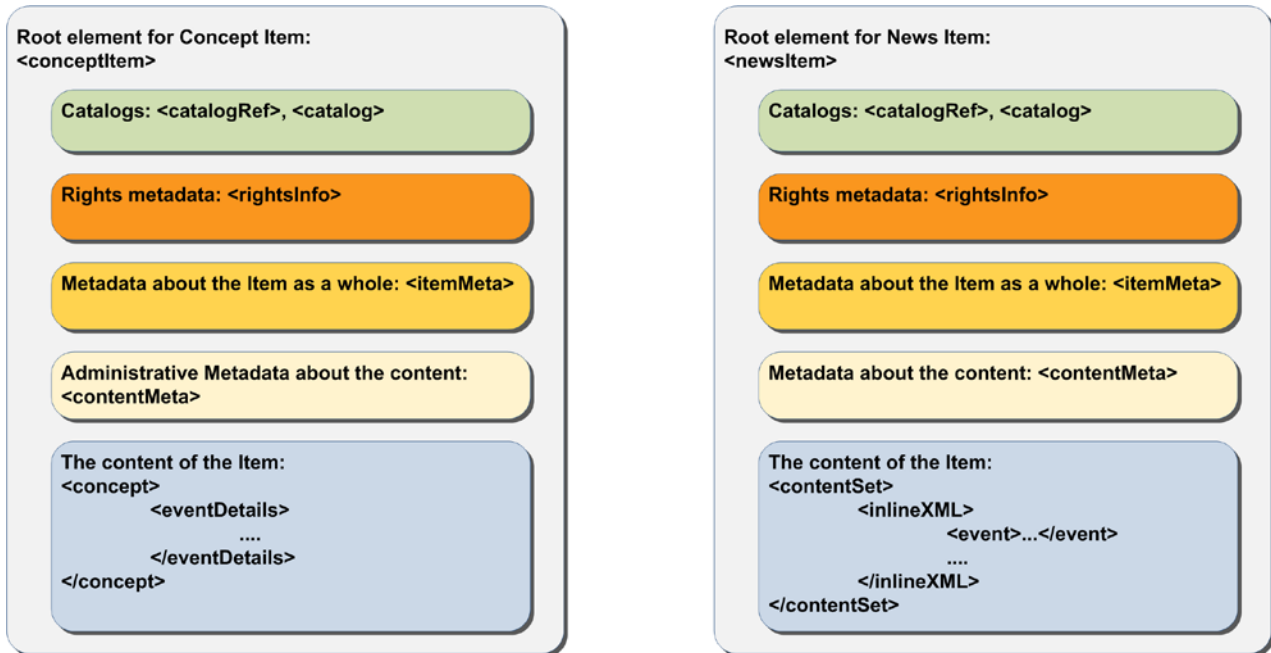 Root element for Concept Item:
<conceptItem>
Catalogs: <catalogRef>, <catalog>
Rights metadata: <rightsInfo>
Metadata about the Item as a whole: <itemMeta>
Administrative Metadata about the content:
<contentMeta>
The content of the Item:
<concept>
<eventDetails>
....
</eventDetails>
</concept>
Root element for News Item:
<newsItem>
Catalogs: <catalogRef>, <catalog>
Rights metadata: <rightsInfo>
Metadata about the Item as a whole: <itemMeta>
Metadata about the content: <contentMeta>
The content of the Item:
<contentSet>
<inlineXML>
<event>...</event>
....
</inlineXML>
</contentSet>